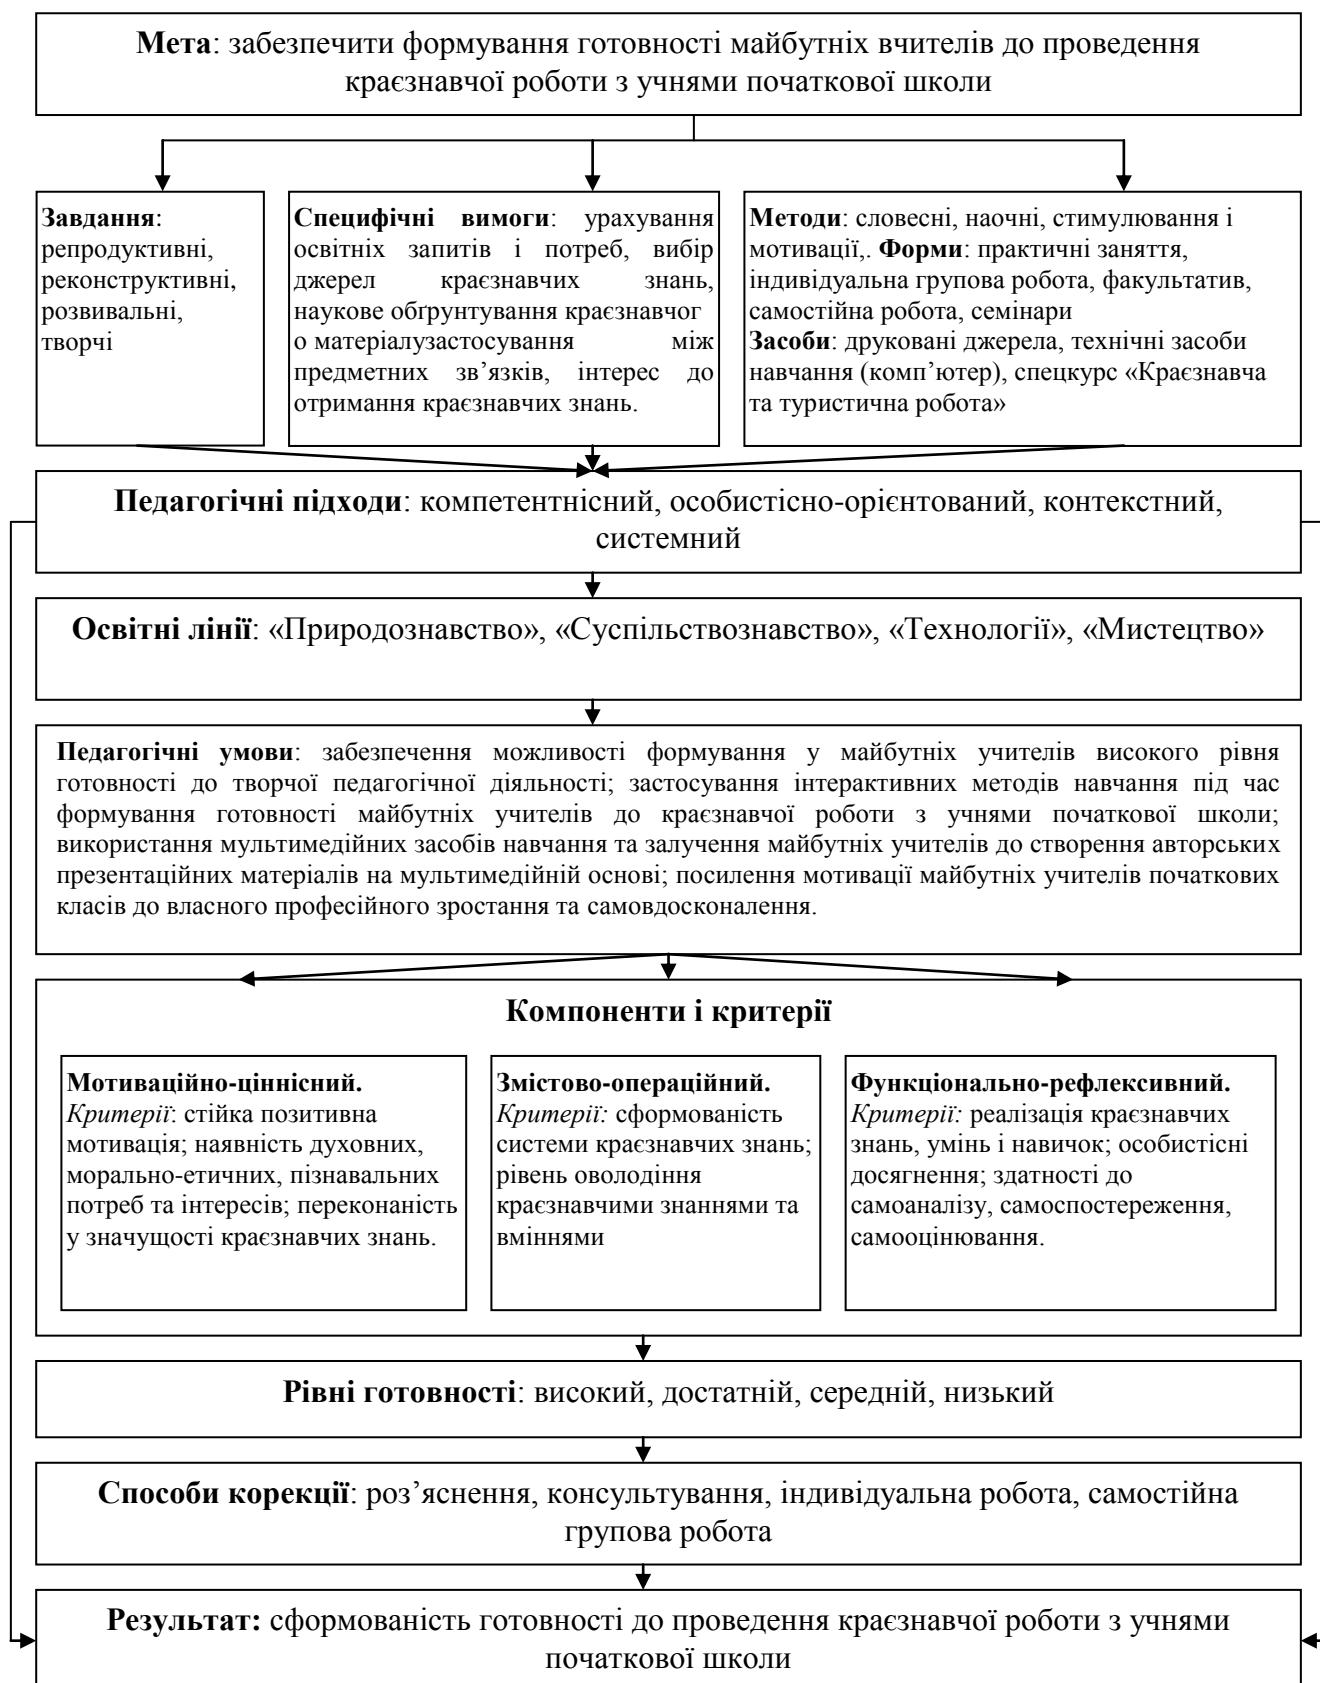 Мета: забезпечити формування готовності майбутніх вчителів до проведення
краєзнавчої роботи з учнями початкової школи
Завдання:
репродуктивні,
реконструктивні,
розвивальні,
творчі
Специфічні вимоги: урахування
освітніх запитів і потреб, вибір
джерел краєзнавчих знань,
наукове обґрунтування краєзнавчог
о матеріалузастосування між
предметних зв’язків, інтерес до
отримання краєзнавчих знань.
Методи: словесні, наочні, стимулювання і
мотивації,. Форми: практичні заняття,
індивідуальна групова робота, факультатив,
самостійна робота, семінари
Засоби: друковані джерела, технічні засоби
навчання (комп’ютер), спецкурс «Краєзнавча
та туристична робота»
Педагогічні підходи: компетентнісний, особистісно-орієнтований, контекстний,
системний
Освітні лінії: «Природознавство», «Суспільствознавство», «Технології», «Мистецтво»
Педагогічні умови: забезпечення можливості формування у майбутніх учителів високого рівня
готовності до творчої педагогічної діяльності; застосування інтерактивних методів навчання під час
формування готовності майбутніх учителів до краєзнавчої роботи з учнями початкової школи;
використання мультимедійних засобів навчання та залучення майбутніх учителів до створення авторських
презентаційних матеріалів на мультимедійній основі; посилення мотивації майбутніх учителів початкових
класів до власного професійного зростання та самовдосконалення.
Компоненти і критерії
Мотиваційно-ціннісний.
Критерії: стійка позитивна
мотивація; наявність духовних,
морально-етичних, пізнавальних
потреб та інтересів; переконаність
у значущості краєзнавчих знань.
Змістово-операційний.
Критерії: сформованість
системи краєзнавчих знань;
рівень оволодіння
краєзнавчими знаннями та
вміннями
Функціонально-рефлексивний.
Критерії: реалізація краєзнавчих
знань, умінь і навичок; особистісні
досягнення; здатності до
самоаналізу, самоспостереження,
самооцінювання.
Рівні готовності: високий, достатній, середній, низький
Способи корекції: роз’яснення, консультування, індивідуальна робота, самостійна
групова робота
Результат: сформованість готовності до проведення краєзнавчої роботи з учнями
початкової школи